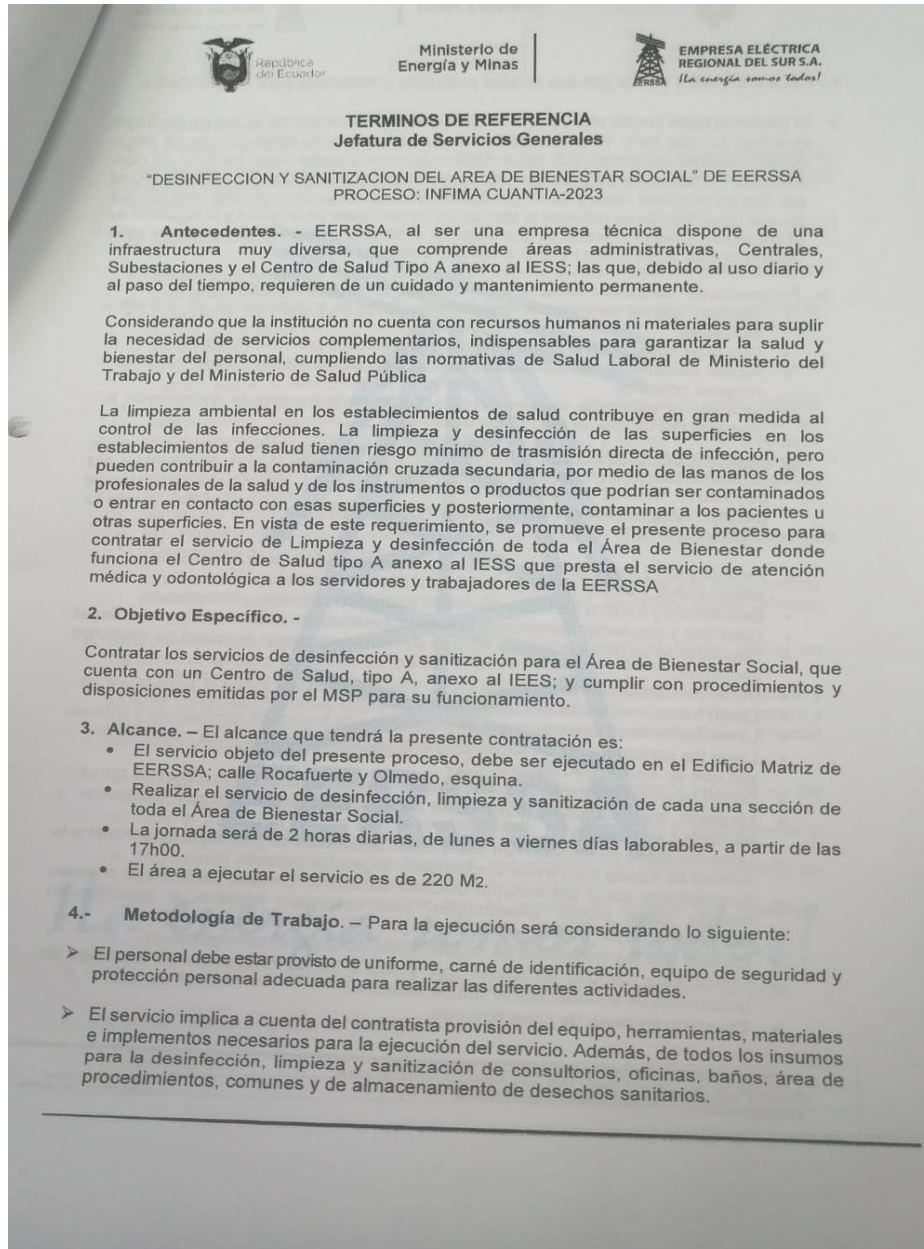 República
del Ecuador
Ministerio de
Energía y Minas
EERSSA
EMPRESA ELÉCTRICA
REGIONAL DEL SUR S.A.
¡La energía somos todos!
TERMINOS DE REFERENCIA
Jefatura de Servicios Generales
“DESINFECCION Y SANITIZACION DEL AREA DE BIENESTAR SOCIAL” DE EERSSA
PROCESO: INFIMA CUANTIA-2023
1. Antecedentes. - EERSSA, al ser una empresa técnica dispone de una
infraestructura muy diversa, que comprende áreas administrativas, Centrales,
Subestaciones y el Centro de Salud Tipo A anexo al IESS; las que, debido al uso diario y
al paso del tiempo, requieren de un cuidado y mantenimiento permanente.
Considerando que la institución no cuenta con recursos humanos ni materiales para suplir
la necesidad de servicios complementarios, indispensables para garantizar la salud y
bienestar del personal, cumpliendo las normativas de Salud Laboral de Ministerio del
Trabajo y del Ministerio de Salud Pública
La limpieza ambiental en los establecimientos de salud contribuye en gran medida al
control de las infecciones. La limpieza y desinfección de las superficies en los
establecimientos de salud tienen riesgo mínimo de trasmisión directa de infección, pero
pueden contribuir a la contaminación cruzada secundaria, por medio de las manos de los
profesionales de la salud y de los instrumentos o productos que podrían ser contaminados
o entrar en contacto con esas superficies y posteriormente, contaminar a los pacientes u
otras superficies. En vista de este requerimiento, se promueve el presente proceso para
contratar el servicio de Limpieza y desinfección de toda el Área de Bienestar donde
funciona el Centro de Salud tipo A anexo al IESS que presta el servicio de atención
médica y odontológica a los servidores y trabajadores de la EERSSA
2. Objetivo Específico. -
Contratar los servicios de desinfección y sanitización para el Área de Bienestar Social, que
cuenta con un Centro de Salud, tipo A, anexo al IEES; y cumplir con procedimientos y
disposiciones emitidas por el MSP para su funcionamiento.
3. Alcance. – El alcance que tendrá la presente contratación es:
• El servicio objeto del presente proceso, debe ser ejecutado en el Edificio Matriz de
EERSSA; calle Rocafuerte y Olmedo, esquina.
• Realizar el servicio de desinfección, limpieza y sanitización de cada una sección de
toda el Área de Bienestar Social.
• La jornada será de 2 horas diarias, de lunes a viernes días laborables, a partir de las
17h00.
• El área a ejecutar el servicio es de 220 M2.
4.- Metodología de Trabajo. – Para la ejecución será considerando lo siguiente:
➢ El personal debe estar provisto de uniforme, carné de identificación, equipo de seguridad y
protección personal adecuada para realizar las diferentes actividades.
➢ El servicio implica a cuenta del contratista provisión del equipo, herramientas, materiales
e implementos necesarios para la ejecución del servicio. Además, de todos los insumos
para la desinfección, limpieza y sanitización de consultorios, oficinas, baños, área de
procedimientos, comunes y de almacenamiento de desechos sanitarios.